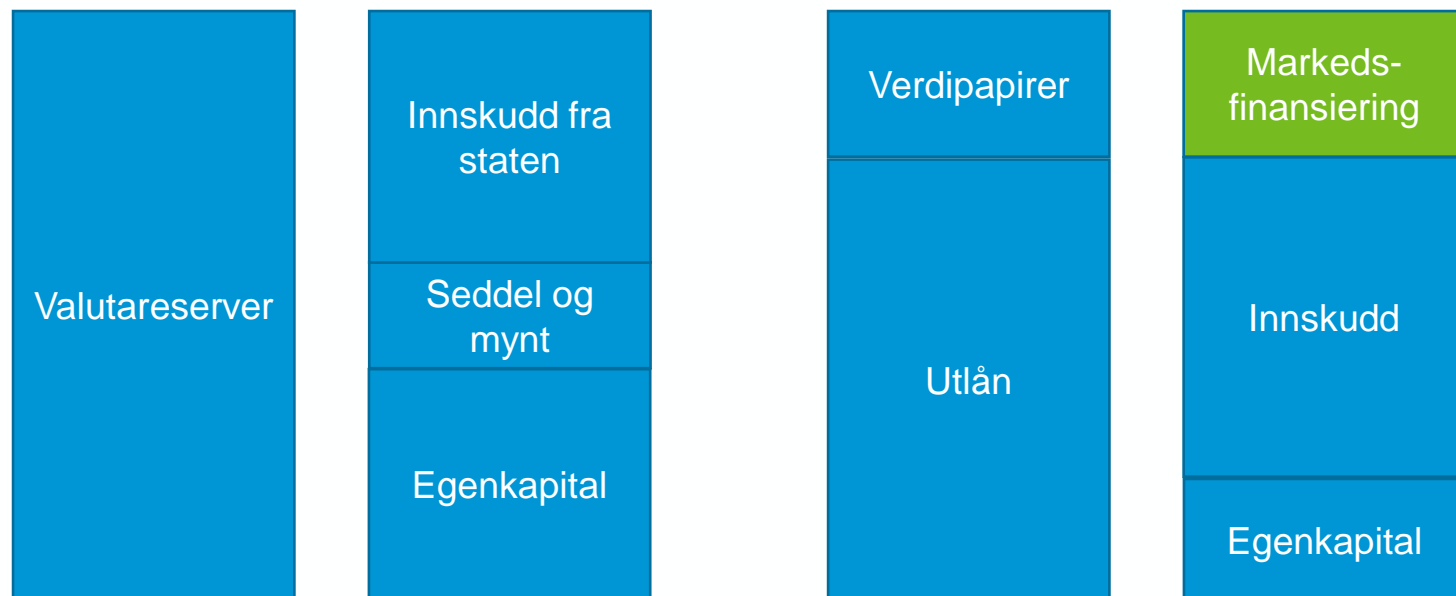 Valutareserver
Innskudd fra
staten
Seddel og
mynt
Egenkapital
Verdipapirer
Utlån
Markeds-
finansiering
Innskudd
Egenkapital